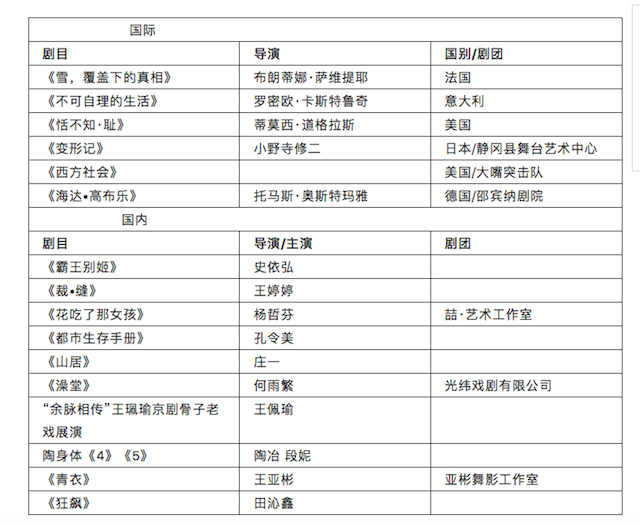 国际
剧目 导演 国别/剧团
《雪，覆盖下的真相》 布朗蒂娜·萨维提耶 法国
《不可自理的生活》 罗密欧·卡斯特鲁奇 意大利
《恬不知·耻》 蒂莫西·道格拉斯 美国
《变形记》 小野寺修二 日本/静冈县舞台艺术中心
《西方社会》 美国/大嘴突击队
《海达•高布乐》 托马斯·奥斯特玛雅 德国/邵宾纳剧院
国内
剧目 导演/主演 剧团
《霸王别姬》 史依弘
《裁•缝》 王婷婷
《花吃了那女孩》 杨哲芬 喆·艺术工作室
《都市生存手册》 孔令美
《山居》 庄一
《澡堂》 何雨繁 光纬戏剧有限公司
“余脉相传”王珮瑜京剧骨子老 王佩瑜
戏展演
陶身体《4》《5》 陶冶 段妮
《青衣》 王亚彬 亚彬舞影工作室
《狂飙》 田沁鑫